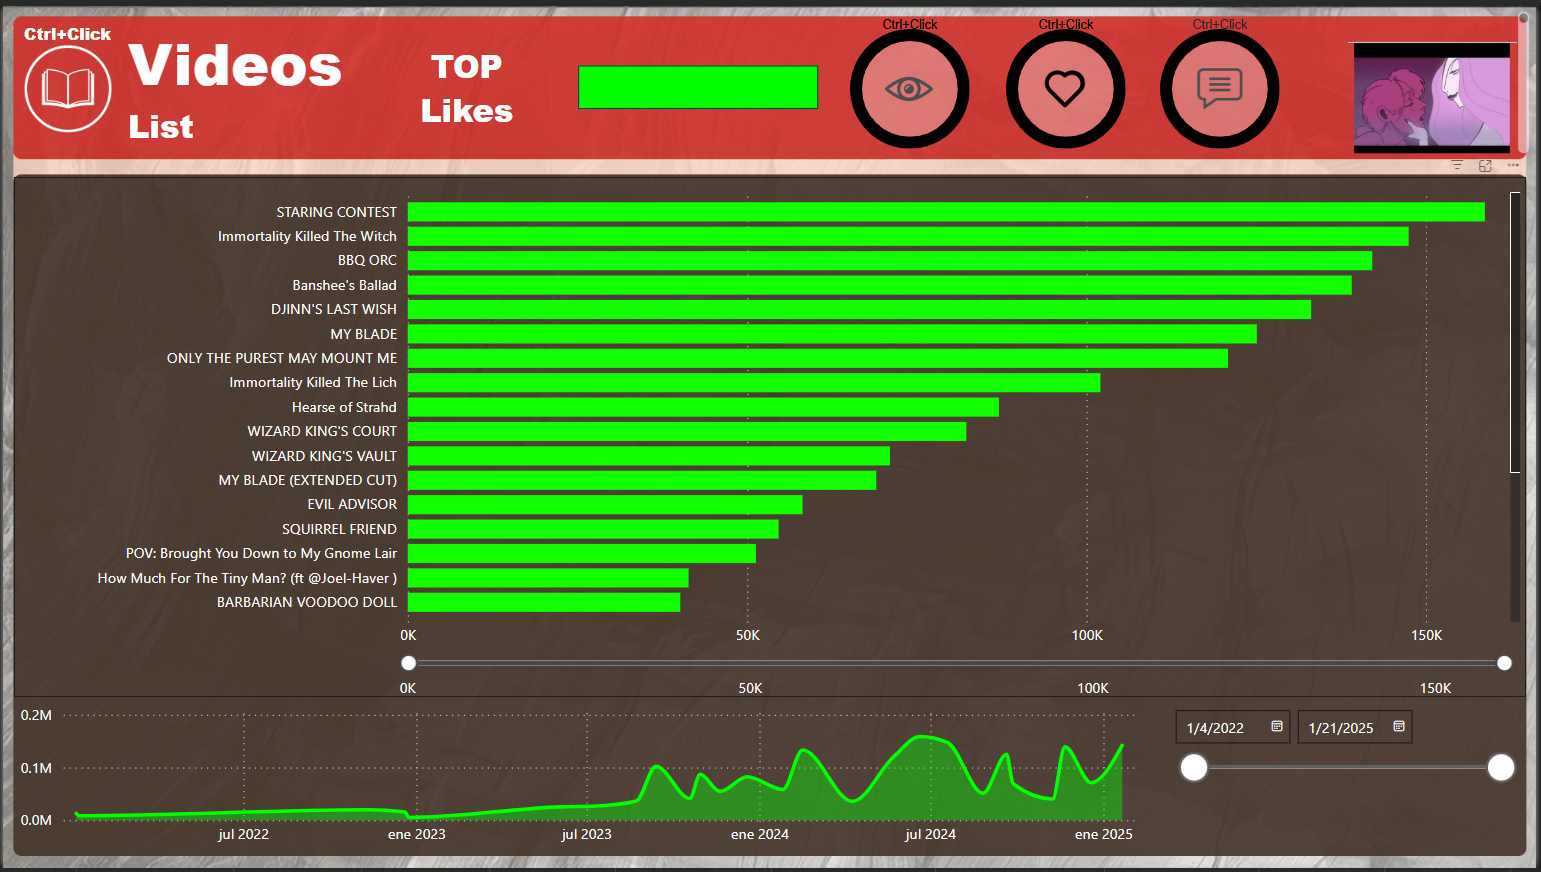 Ctrl+Click
Videos
List
TOP
Likes
Ctrl+Click
Ctrl+Click
Ctrl+Click
STARING CONTEST
Immortality Killed The Witch
BBQ ORC
Banshee's Ballad
DJINN'S LAST WISH
MY BLADE
ONLY THE PUREST MAY MOUNT ME
Immortality Killed The Lich
Hearse of Strahd
WIZARD KING'S COURT
WIZARD KING'S VAULT
MY BLADE (EXTENDED CUT)
EVIL ADVISOR
SQUIRREL FRIEND
POV: Brought You Down to My Gnome Lair
How Much For The Tiny Man? (ft @Joel-Haver )
BARBARIAN VOODOO DOLL
0K 50K 100K 150K
0K 50K 100K 150K
0.2M
0.1M
0.0M
jul 2022 ene 2023 jul 2023 ene 2024 jul 2024 ene 2025
1/4/2022 1/21/2025